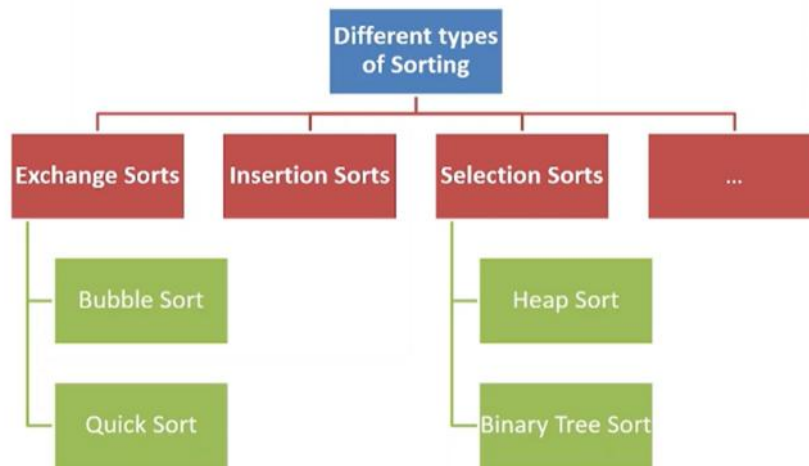 Different types
of Sorting
Exchange Sorts
Insertion Sorts
Selection Sorts
...
Bubble Sort
Heap Sort
Quick Sort
Binary Tree Sort